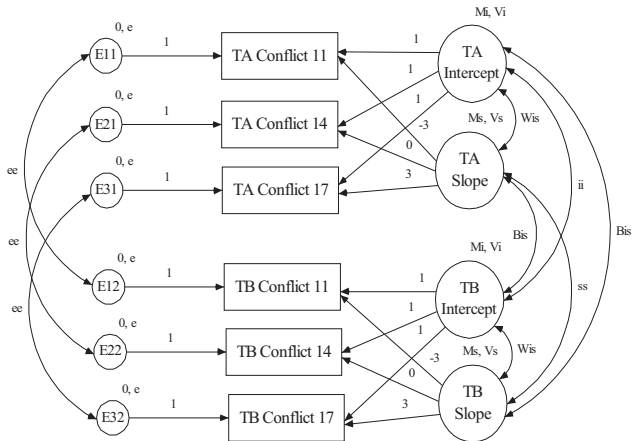 Mi, Vi
0, e
E11
1
TA Conflict 11
1
TA
Intercept
0, e
E21
1
TA Conflict 14
1
1
-3
Ms, Vs
Wis
0, e
E31
1
TA Conflict 17
0
3
TA
Slope
ee
ee
ee
ii
Bis
Bis
ss
Mi, Vi
0, e
E12
1
TB Conflict 11
1
TB
Intercept
0, e
E22
1
TB Conflict 14
1
1
-3
Ms, Vs
Wis
0, e
E32
1
TB Conflict 17
0
3
TB
Slope